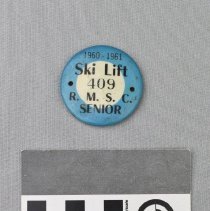 1960-1961
Ski Lift
409
R. M. S. C.
SENIOR